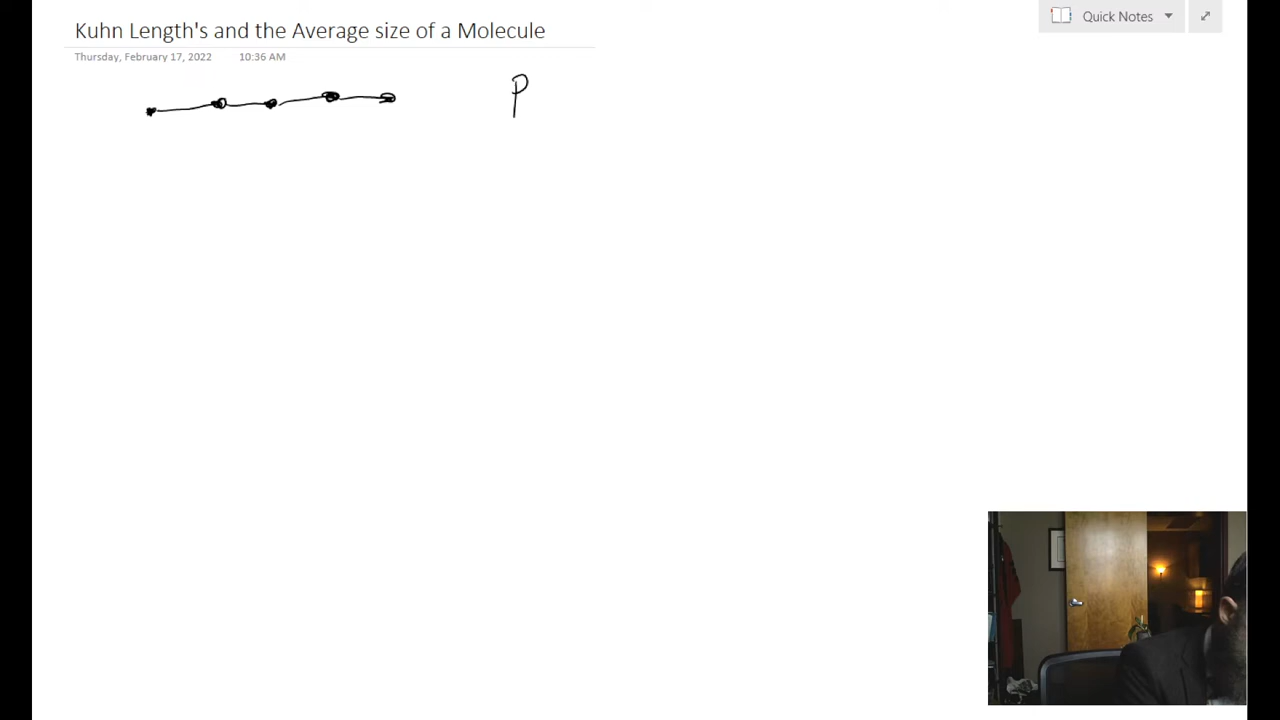 Kuhn Length's and the Average size of a Molecule
Quick Notes
Thursday, February 17, 2022 10:36 AM
P